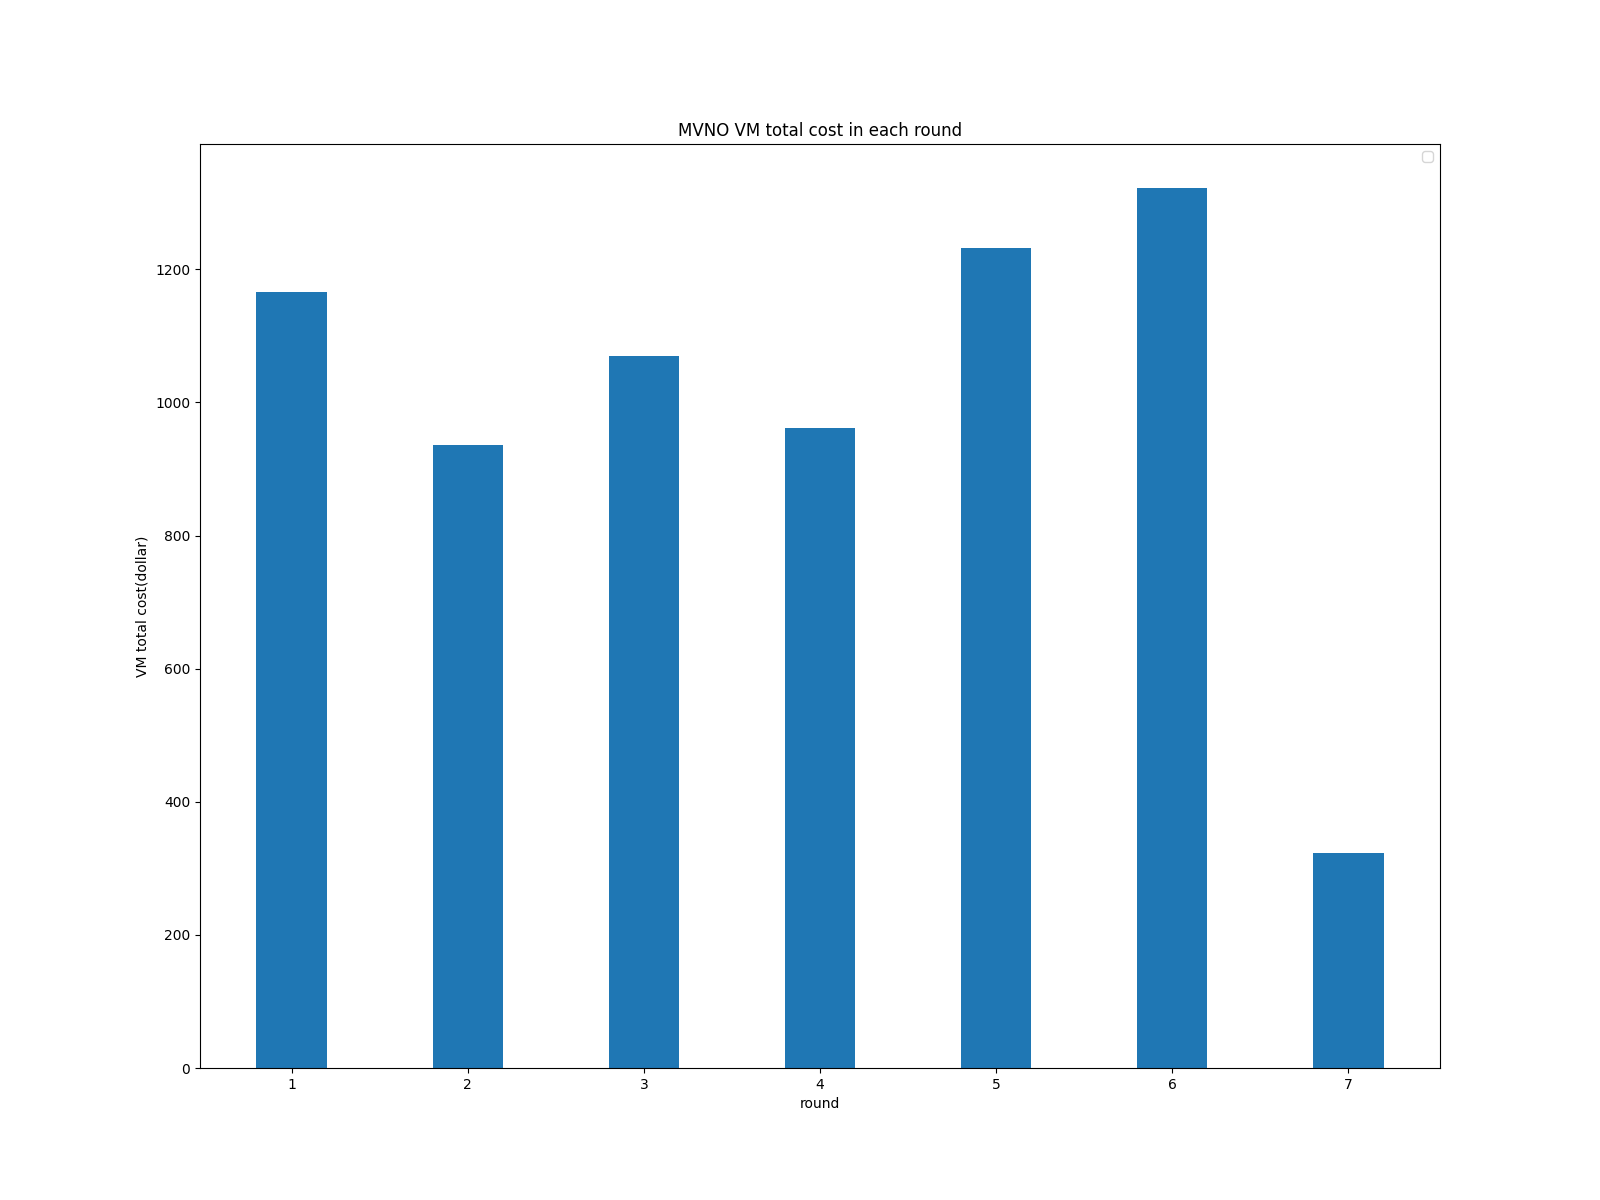 MVNO VM total cost in each round
VM total cost(dollar)
1200
1000
800
600
400
200
0
1 2 3 4 5 6 7
round